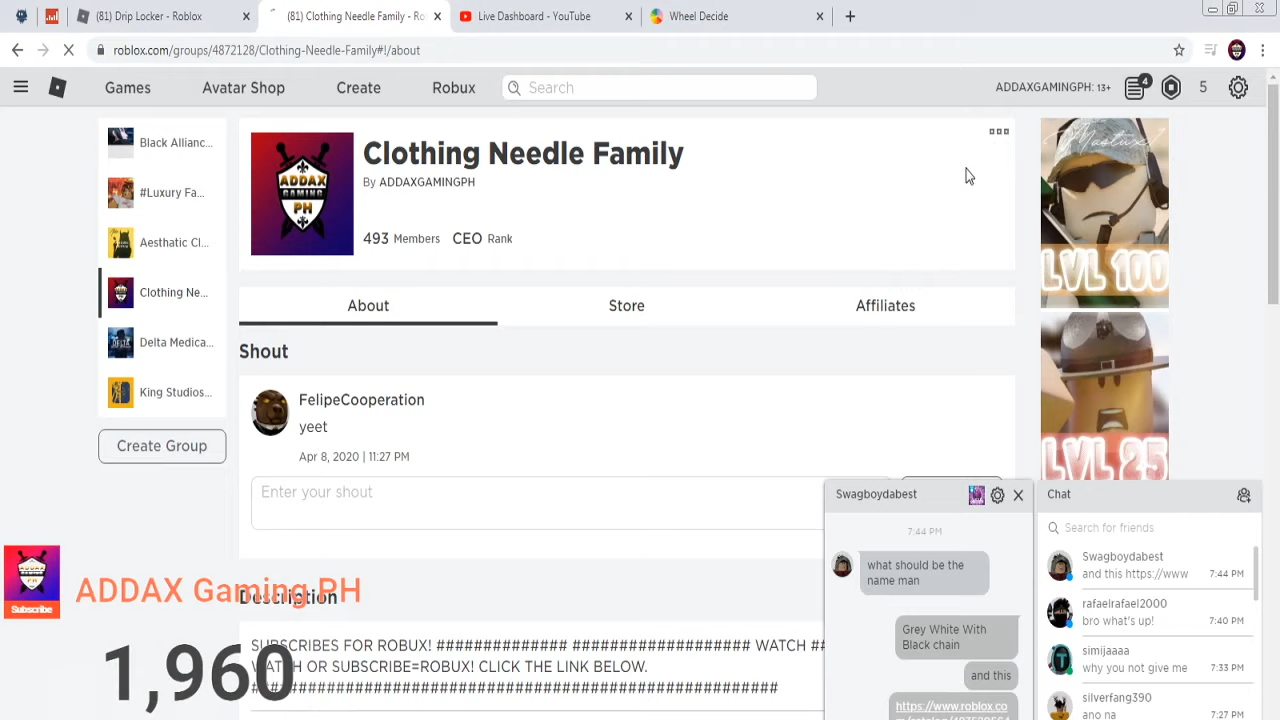 (81) Drip Locker - Roblox
(81) Clothing Needle Family - Ro
Live Dashboard - YouTube
Wheel Decide
roblox.com/groups/4872128/Clothing-Needle-Family#!/about
Games
Avatar Shop
Create
Robux
Search
ADDAXGAMINGPH: 13+
4
5
Black Allianc...
#Luxury Fa...
Aesthatic Cl...
Clothing Ne...
Delta Medica...
King Studios...
Create Group
ADDAX
GAMING
PH
Clothing Needle Family
By ADDAXGAMINGPH
493 Members
CEO Rank
About
Store
Affiliates
Shout
FelipeCooperation
yeet
Apr 8, 2020 | 11:27 PM
Enter your shout
Description
SUBSCRIBES FOR ROBUX! ############## ################### WATCH ##
WATCH OR SUBSCRIBE=ROBUX! CLICK THE LINK BELOW.
LVL 100
LVL 25
Swagboydabest
7:44 PM
what should be the
name man
Grey White With
Black chain
and this
https://www.roblox.co
Chat
Search for friends
Swagboydabest
and this https://www
7:44 PM
rafaelrafael2000
bro what's up!
7:40 PM
simijaaaa
why you not give me
7:33 PM
silverfang390
ano na
7:27 PM
Subscribe
ADDAX Gaming PH
1,960